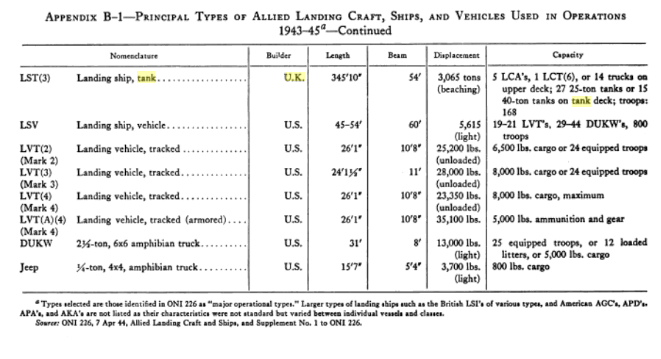 APPENDIX B-1—PRINCIPAL TYPES OF ALLIED LANDING CRAFT, SHIPS, AND VEHICLES USED IN OPERATIONS
1943-45a—Continued
Nomenclature Builder Length Beam Displacement Capacity
LST(3) Landing ship, tank................. U.K. 345'10" 54' 3,065 tons 5 LCA's, 1 LCT(6), or 14 trucks on
(beaching) upper deck; 27 25-ton tanks or 15
40-ton tanks on tank deck; troops:
168
LSV Landing ship, vehicle............... U.S. 45-54' 60' 5,615 19-21 LVT's, 29-44 DUKW's, 800
(light) troops
LVT(2) Landing vehicle, tracked............ U.S. 26'1" 10'8" 25,200 lbs. 6,500 lbs. cargo or 24 equipped troops
(Mark 2) (unloaded)
LVT(3) Landing vehicle, tracked............ U.S. 24'1½" 11' 28,000 lbs. 8,000 lbs. cargo or 24 equipped troops
(Mark 3) (unloaded)
LVT(4) Landing vehicle, tracked............ U.S. 26'1" 10'8" 23,350 lbs. 8,000 lbs. cargo, maximum
(Mark 4) (unloaded)
LVT(A)(4) Landing vehicle, tracked (armored).... U.S. 26'1" 10'8" 35,100 lbs. 5,000 lbs. ammunition and gear
(Mark 4)
DUKW 2½-ton, 6x6 amphibian truck.......... U.S. 31' 8' 13,000 lbs. 25 equipped troops, or 12 loaded
(light) litters, or 5,000 lbs. cargo
Jeep ¼-ton, 4x4, amphibian truck.......... U.S. 15'7" 5'4" 3,700 lbs. 800 lbs. cargo
(light)
a Types selected are those identified in ONI 226 as "major operational types." Larger types of landing ships such as the British LSI's of various types, and American AGC's, APD's,
APA's, and AKA's are not listed as their characteristics were not standard but varied between individual vessels and classes.
Source: ONI 226, 7 Apr 44, Allied Landing Craft and Ships, and Supplement No. 1 to ONI 226.